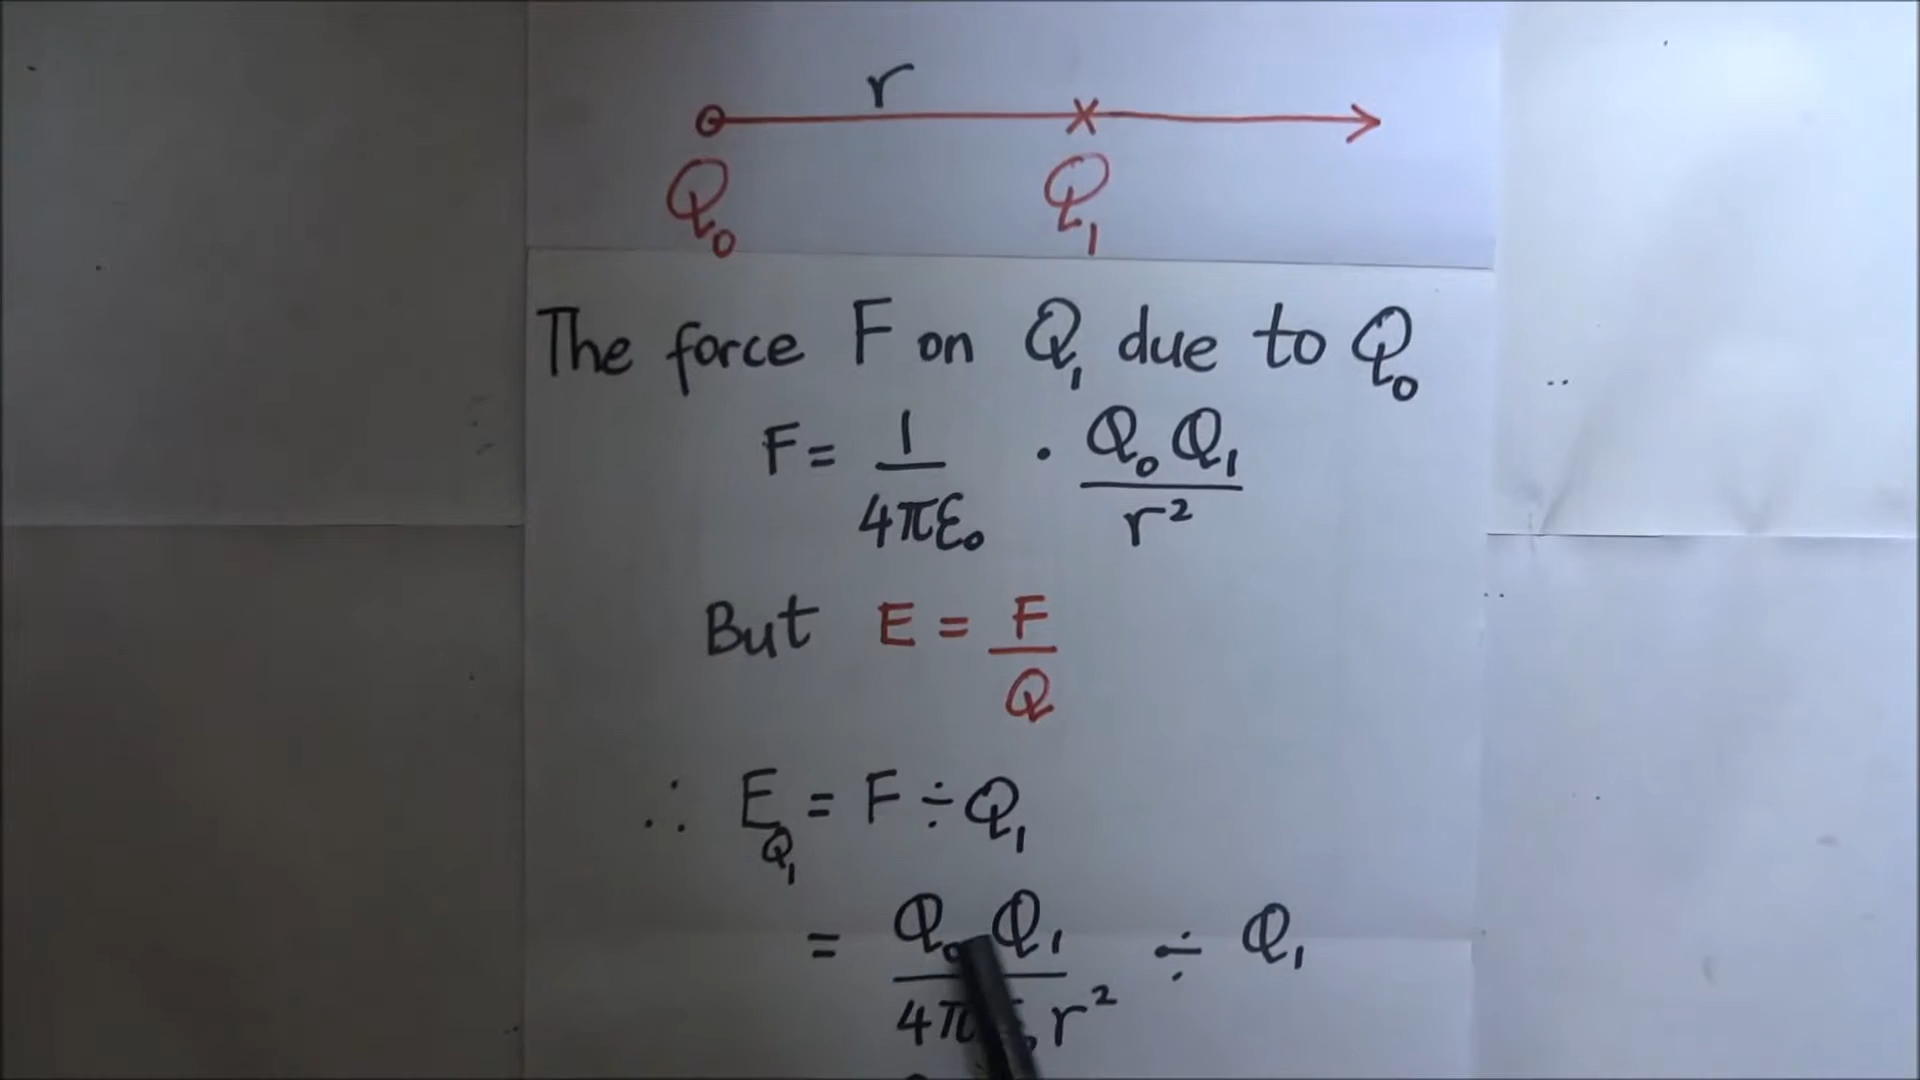 r
Q₀ Q₁
The force F on Q₁ due to Q₀
F = 1/4πε₀ · Q₀Q₁/r²
But E = F/Q
∴ E_Q₁ = F ÷ Q₁
= Q₀Q₁/4π r² ÷ Q₁